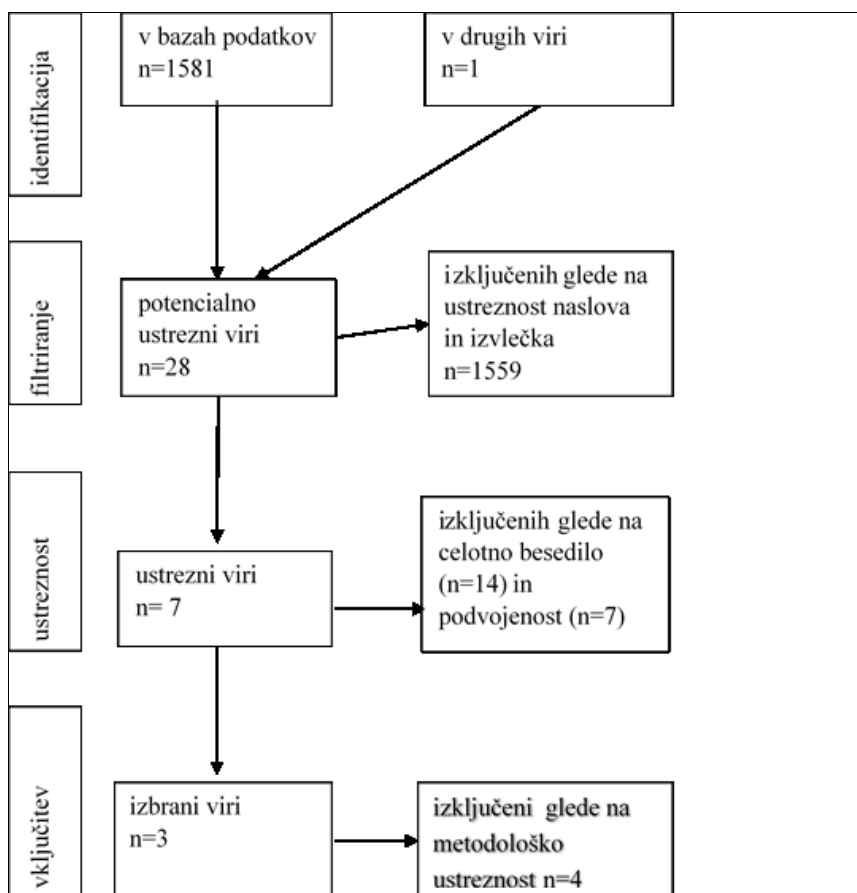 identifikacija
v bazah podatkov
n=1581
v drugih viri
n=1
filtriranje
potencialno
ustrezni viri
n=28
izključenih glede na
ustreznost naslova
in izvlečka
n=1559
ustreznost
ustrezni viri
n= 7
izključenih glede na
celotno besedilo
(n=14) in
podvojenost (n=7)
vključitev
izbrani viri
n=3
izključeni glede na
metodološko
ustreznost n=4